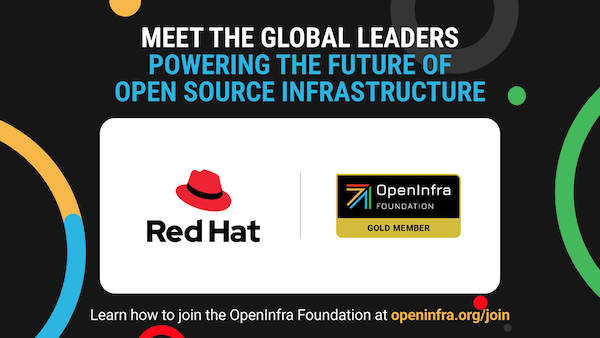 MEET THE GLOBAL LEADERS
POWERING THE FUTURE OF
OPEN SOURCE INFRASTRUCTURE
Red Hat
OpenInfra
FOUNDATION
GOLD MEMBER
Learn how to join the OpenInfra Foundation at openinfra.org/join